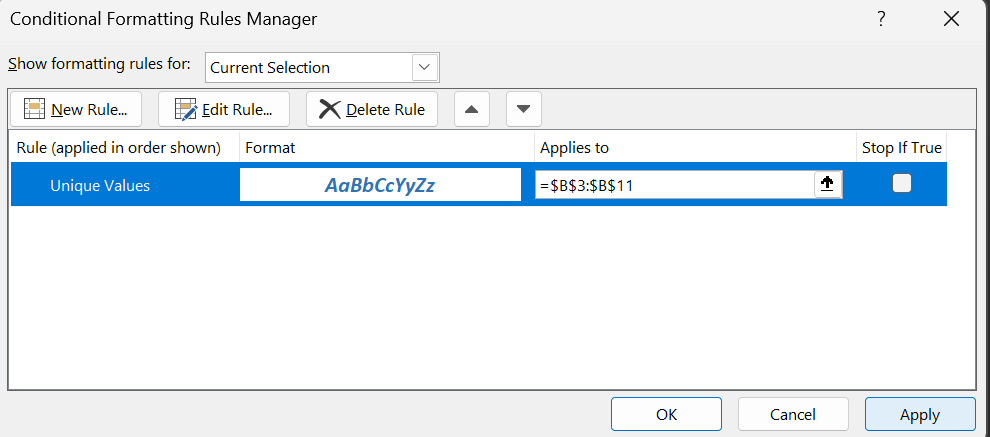 Conditional Formatting Rules Manager ?
Show formatting rules for: Current Selection
New Rule... Edit Rule... Delete Rule
Rule (applied in order shown) Format Applies to Stop If True
Unique Values AaBbCcYyZz =$B$3:$B$11
OK Cancel Apply